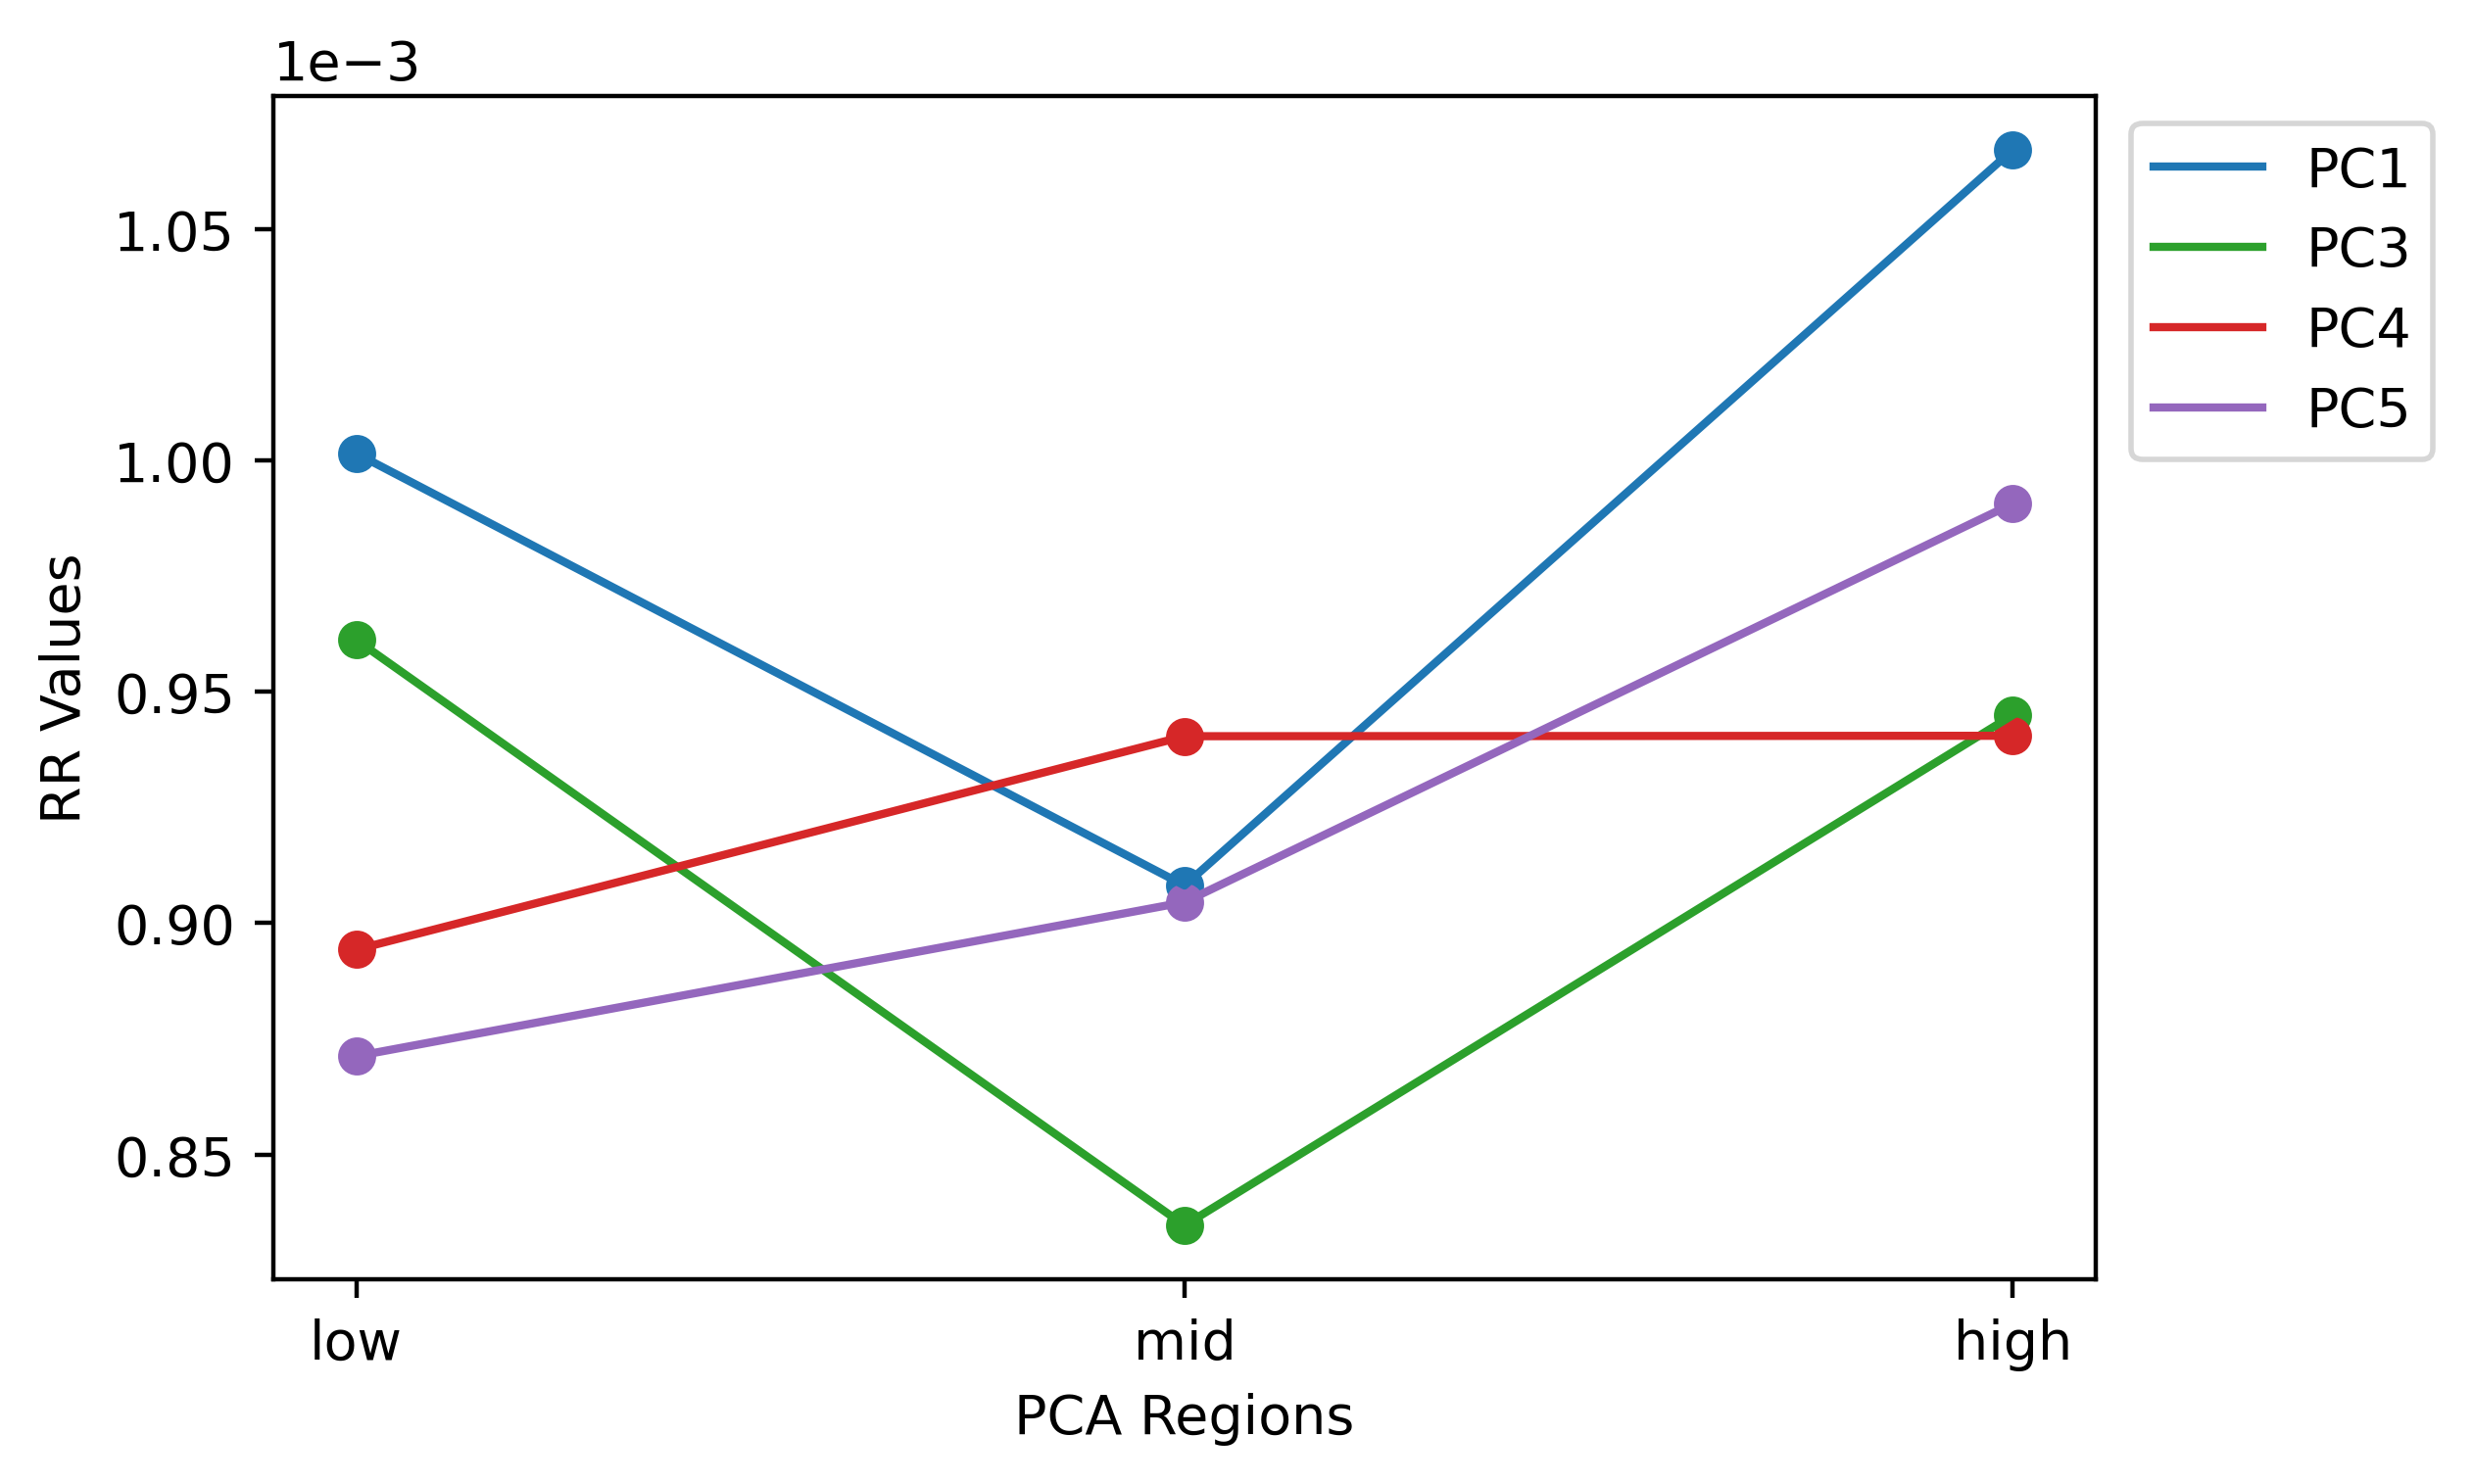 1e−3
1.05
1.00
0.95
0.90
0.85
RR Values
low
mid
high
PCA Regions
PC1
PC3
PC4
PC5